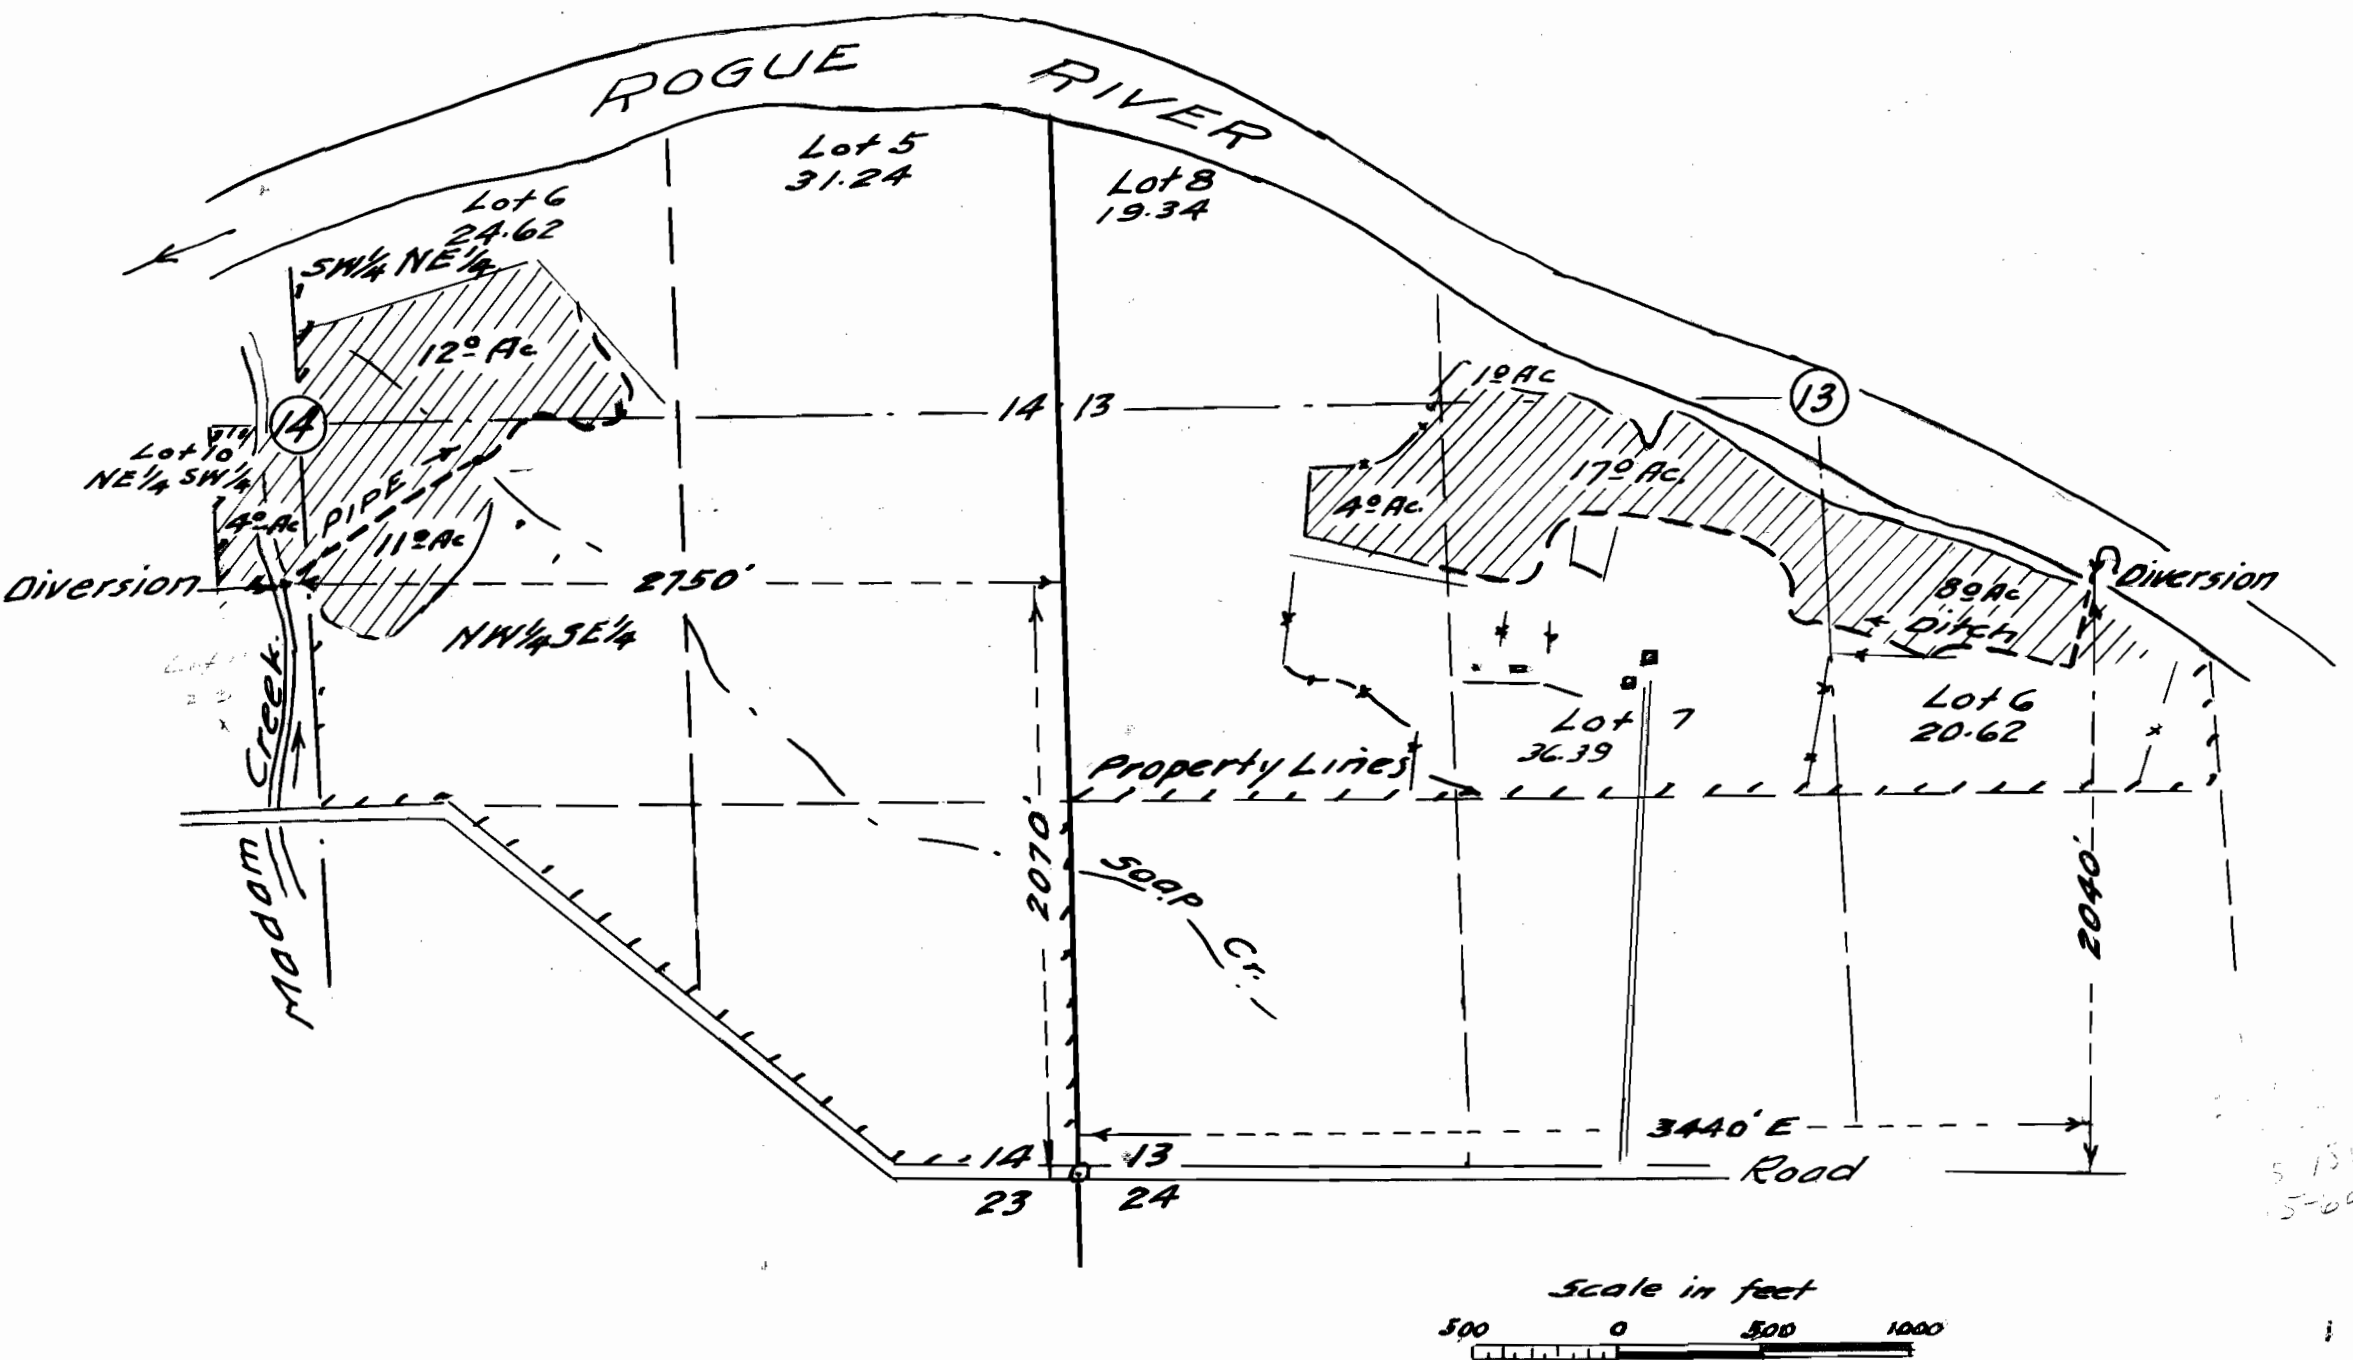 ROGUE RIVER
Lot 5
31.24
Lot 8
19.34
Lot 6
24.62
SW¼ NE¼
12.0 Ac
14
14 13
1.0 Ac
13
Lot 10
NE¼ SW¼
PIPE
4.0 Ac
11.0 Ac
17.0 Ac.
4.0 Ac.
Diversion
2750'
8.0 Ac
Diversion
Ditch
NW¼ SE¼
Lot 7
36.39
Lot 6
20.62
Property Lines
Madam Creek
2070'
Soap Cr.
2040'
3440' E
14 13
Road
23 24
Scale in feet
500 0 500 1000